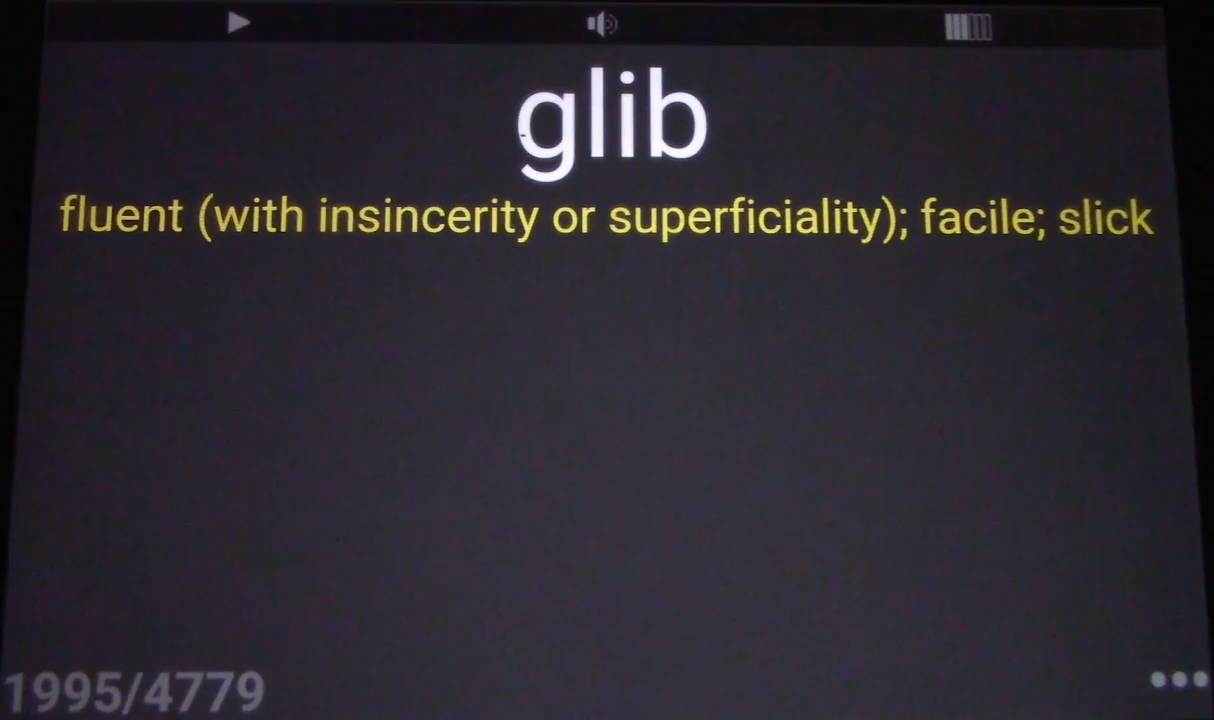 glib
fluent (with insincerity or superficiality); facile; slick
1995/4779